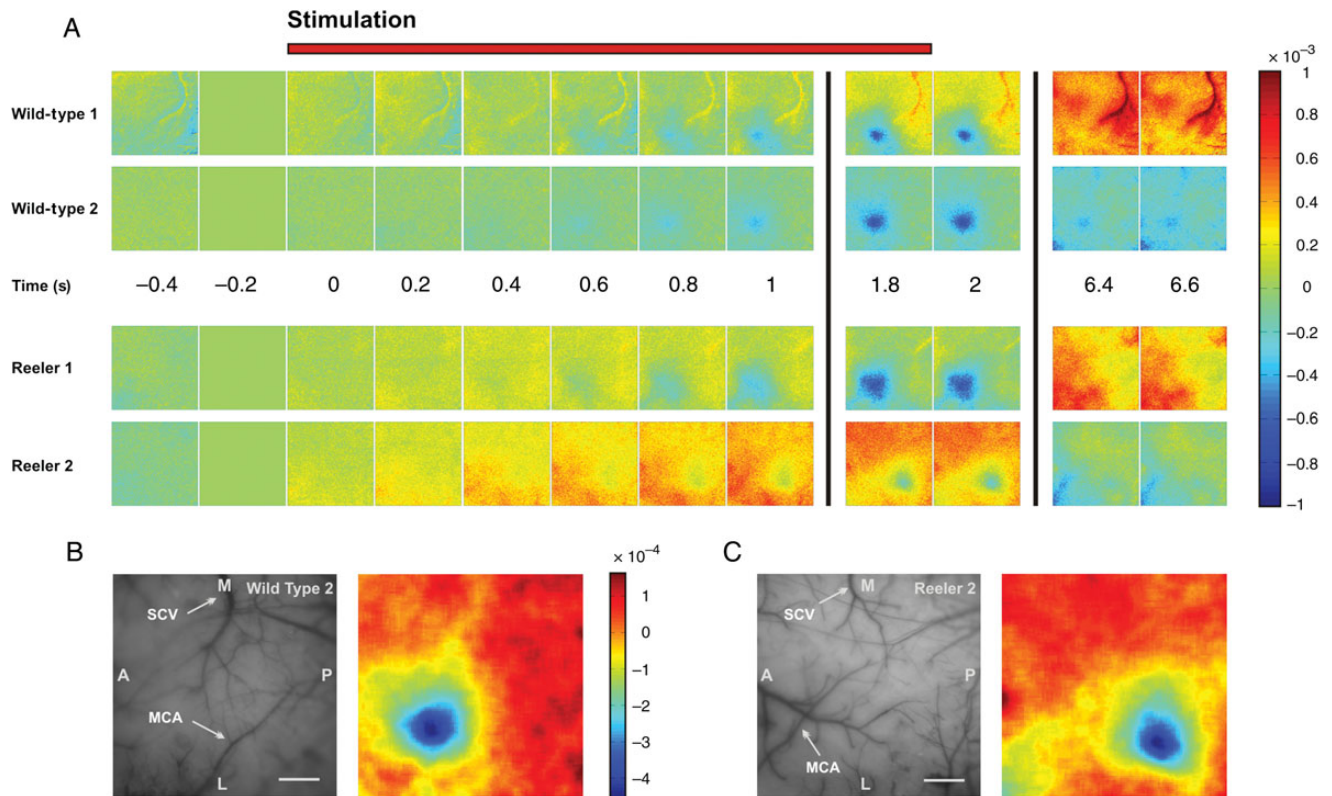 A
Stimulation
× 10⁻³
Wild-type 1
Wild-type 2
Time (s) –0.4 –0.2 0 0.2 0.4 0.6 0.8 1 1.8 2 6.4 6.6
Reeler 1
Reeler 2
1
0.8
0.6
0.4
0.2
0
–0.2
–0.4
–0.6
–0.8
–1
B
Wild Type 2
M
SCV
A
P
MCA
L
× 10⁻⁴
1
0
–1
–2
–3
–4
C
Reeler 2
M
SCV
A
P
MCA
L